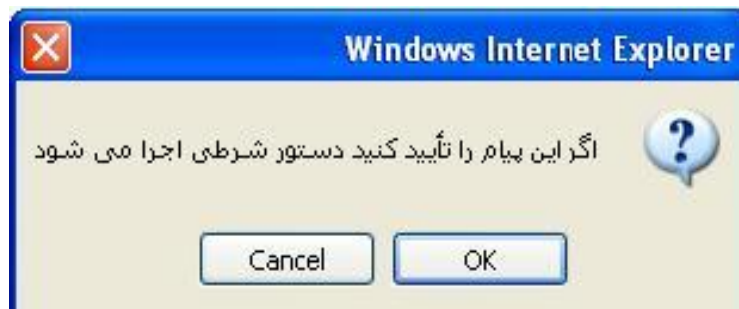 Windows Internet Explorer
اگر این پیام را تأیید کنید دستور شرطی اجرا می شود
OK
Cancel